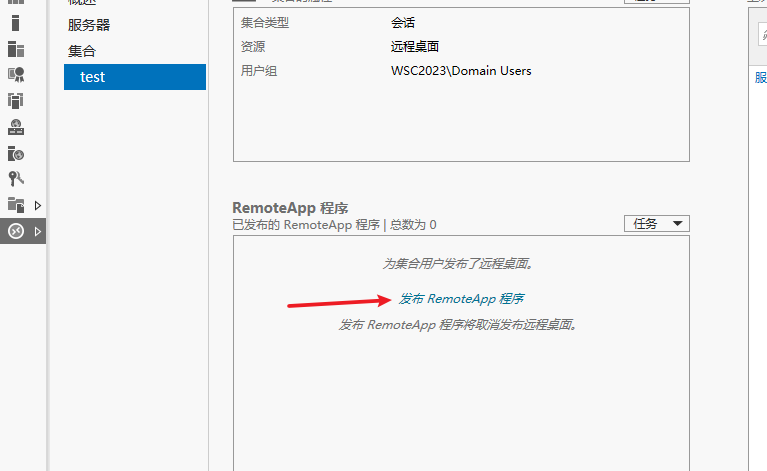 服务器
集合
test
集合类型 会话
资源 远程桌面
用户组 WSC2023\Domain Users
RemoteApp 程序
已发布的 RemoteApp 程序 | 总数为 0
任务
为集合用户发布了远程桌面。
发布 RemoteApp 程序
发布 RemoteApp 程序将取消发布远程桌面。
服